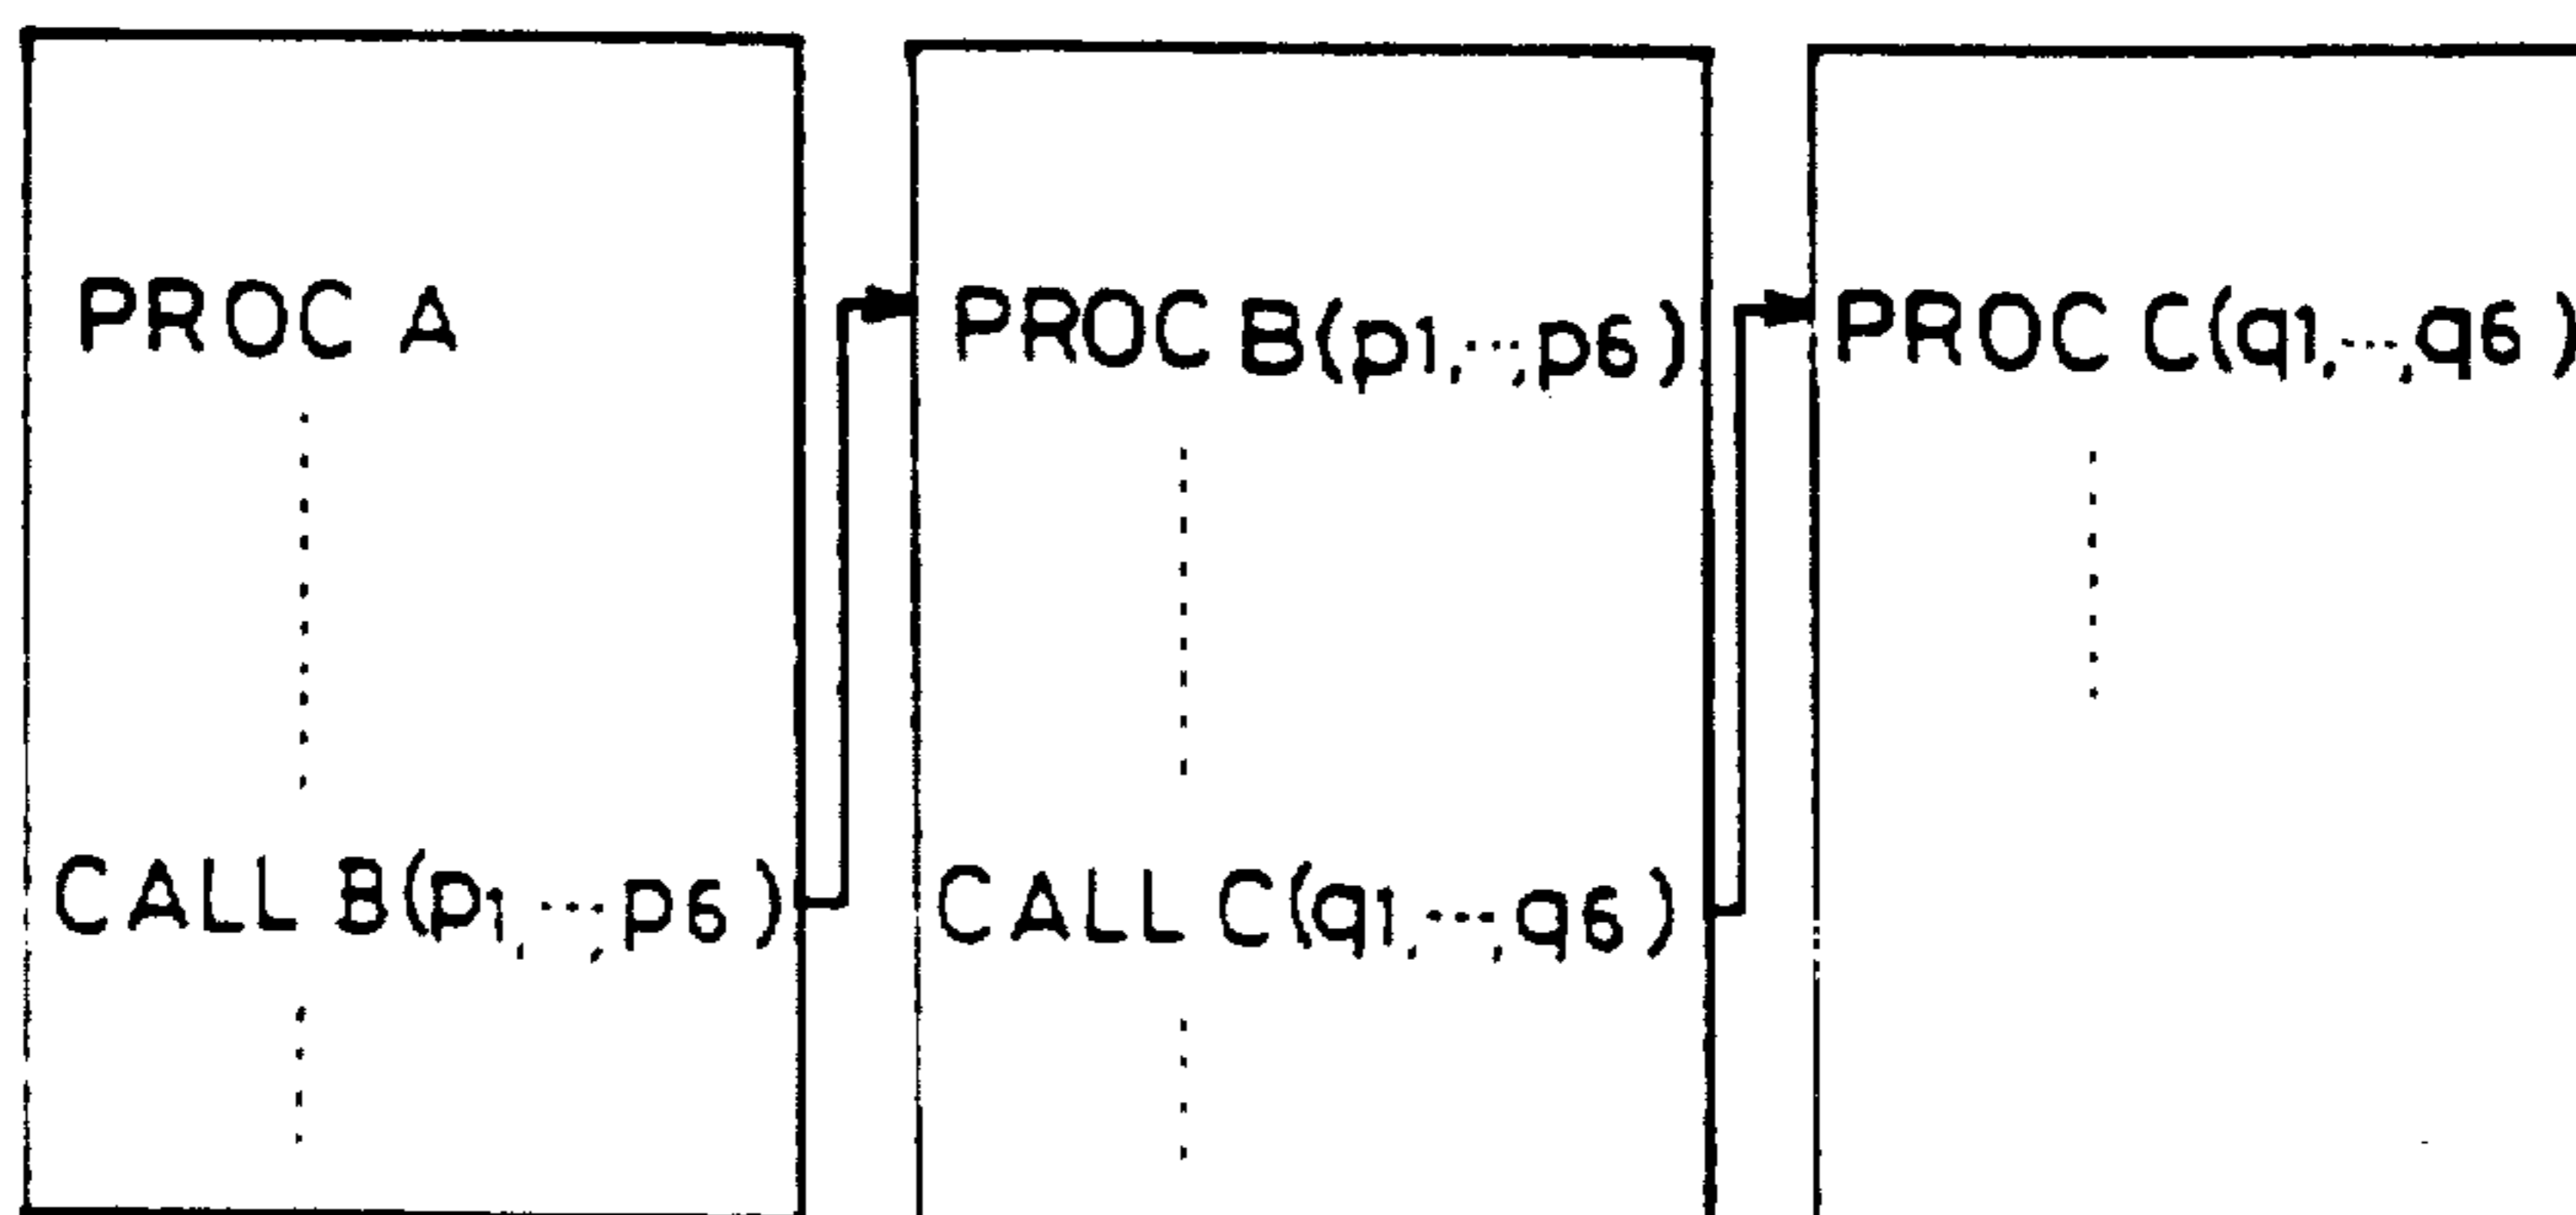 PROC A
CALL B(p1,...,p6)
PROC B(p1,...,p6)
CALL C(q1,...,q6)
PROC C(q1,...,q6)